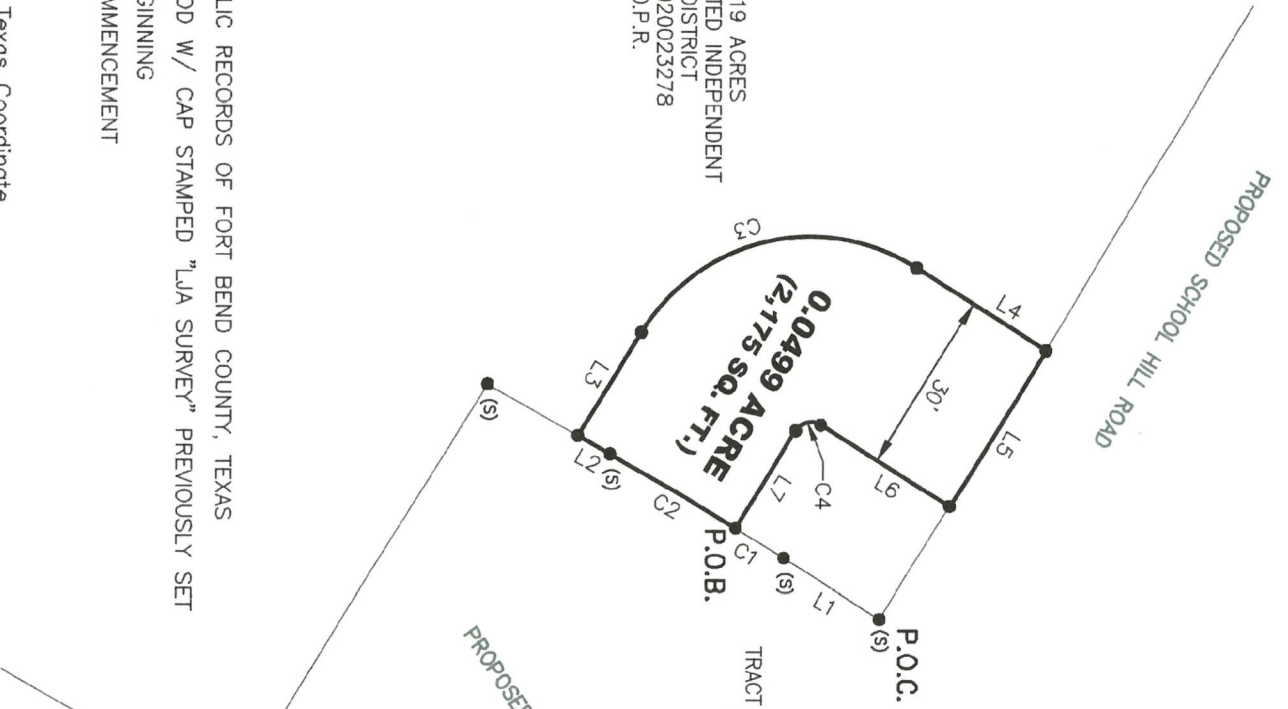 19 ACRES
TED INDEPENDENT
DISTRICT
020023278
O.P.R.
LIC RECORDS OF FORT BEND COUNTY, TEXAS
OD W/ CAP STAMPED "LJA SURVEY" PREVIOUSLY SET
GINNING
MMENCEMENT
Texas Coordinate
PROPOSED SCHOOL HILL ROAD
C3
L4
30'
L5
L6
C4
L7
0.0499 ACRE
(2,175 SQ. FT.)
L3
(S)
L2
(S)
C2
P.O.B.
C1
(S)
L1
(S)
P.O.C.
TRACT
PROPOSED